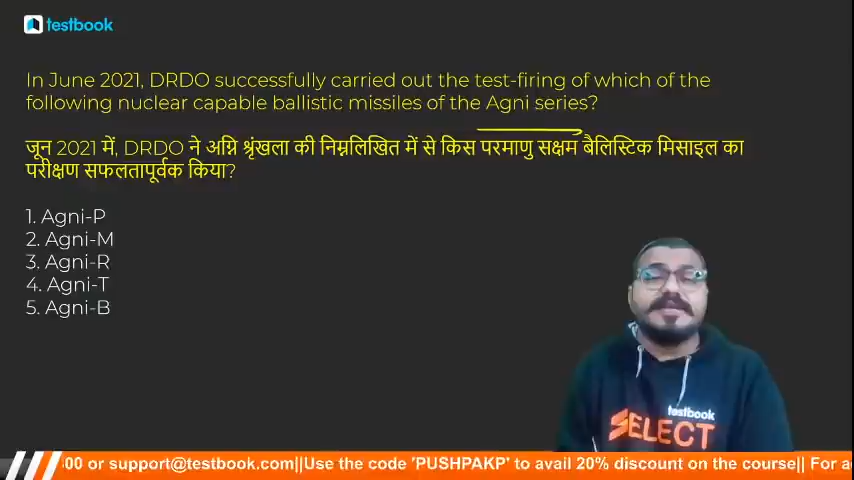 testbook
In June 2021, DRDO successfully carried out the test-firing of which of the
following nuclear capable ballistic missiles of the Agni series?
जून 2021 में, DRDO ने अग्नि श्रृंखला की निम्नलिखित में से किस परमाणु सक्षम बैलिस्टिक मिसाइल का
परीक्षण सफलतापूर्वक किया?
1. Agni-P
2. Agni-M
3. Agni-R
4. Agni-T
5. Agni-B
testbook
SELECT
00 or support@testbook.com||Use the code 'PUSHPAKP' to avail 20% discount on the course|| For a